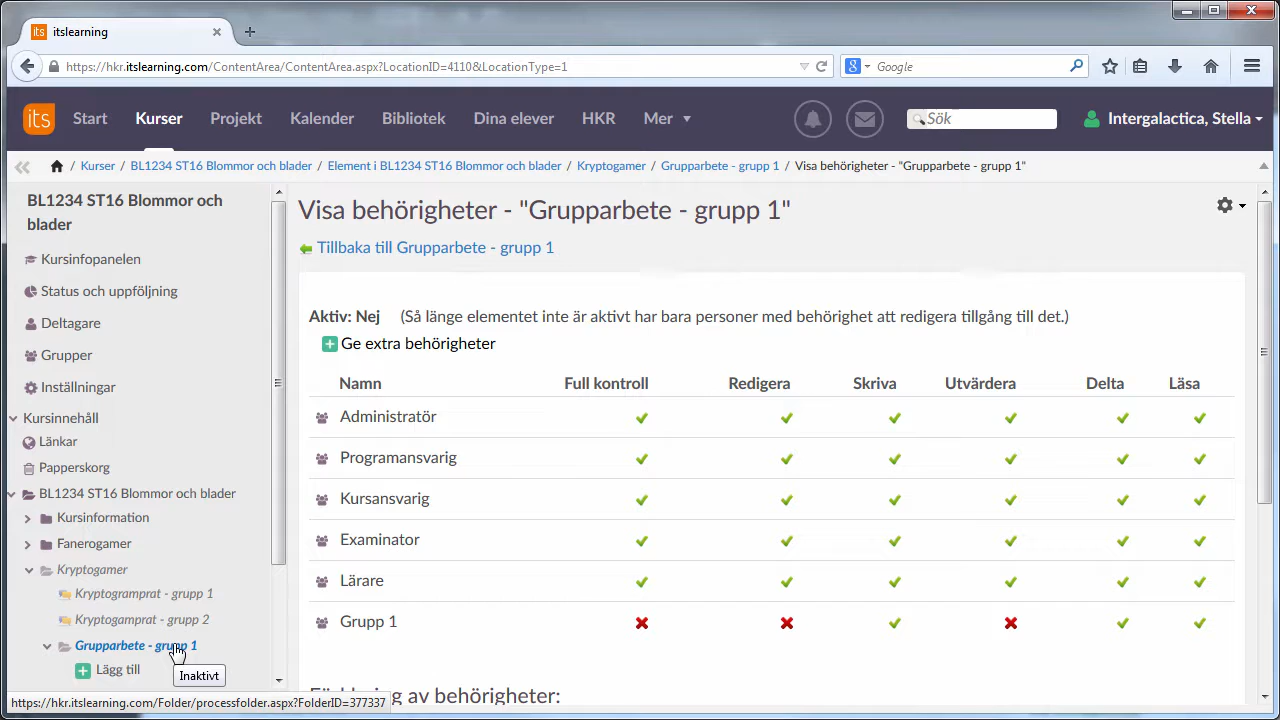 its itslearning
https://hkr.itslearning.com/ContentArea/ContentArea.aspx?LocationID=4110&LocationType=1
Google
its Start Kurser Projekt Kalender Bibliotek Dina elever HKR Mer Sök Intergalactica, Stella
Kurser / BL1234 ST16 Blommor och blader / Element i BL1234 ST16 Blommor och blader / Kryptogamer / Grupparbete - grupp 1 / Visa behörigheter - "Grupparbete - grupp 1"
BL1234 ST16 Blommor och
blader
Kursinfopanelen
Status och uppföljning
Deltagare
Grupper
Inställningar
Kursinnehåll
Länkar
Papperskorg
BL1234 ST16 Blommor och blader
Kursinformation
Fanerogamer
Kryptogamer
Kryptogramprat - grupp 1
Kryptogamprat - grupp 2
Grupparbete - grupp 1
Lägg till
Inaktivt
https://hkr.itslearning.com/Folder/processfolder.aspx?FolderID=377337
Visa behörigheter - "Grupparbete - grupp 1"
Tillbaka till Grupparbete - grupp 1
Aktiv: Nej (Så länge elementet inte är aktivt har bara personer med behörighet att redigera tillgång till det.)
Ge extra behörigheter
Namn Full kontroll Redigera Skriva Utvärdera Delta Läsa
Administratör
Programansvarig
Kursansvarig
Examinator
Lärare
Grupp 1
Förklaring av behörigheter: